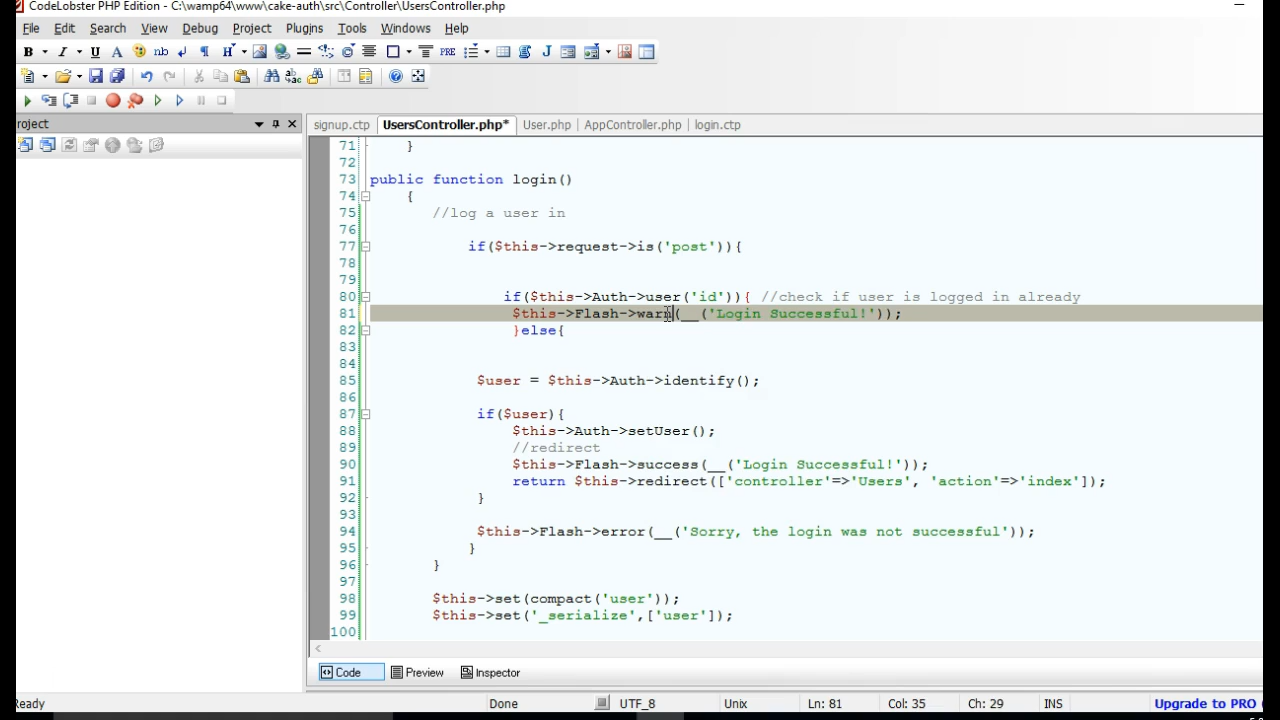 CodeLobster PHP Edition - C:\wamp64\www\cake-auth\src\Controller\UsersController.php
File Edit Search View Debug Project Plugins Tools Windows Help
B I U A nb ¶ H PRE J
roject
signup.ctp UsersController.php* User.php AppController.php login.ctp
71 }
72
73 public function login()
74 {
75 //log a user in
76
77 if($this->request->is('post')){
78
79
80 if($this->Auth->user('id')){ //check if user is logged in already
81 $this->Flash->warn(__('Login Successful!'));
82 }else{
83
84
85 $user = $this->Auth->identify();
86
87 if($user){
88 $this->Auth->setUser();
89 //redirect
90 $this->Flash->success(__('Login Successful!'));
91 return $this->redirect(['controller'=>'Users', 'action'=>'index']);
92 }
93
94 $this->Flash->error(__('Sorry, the login was not successful'));
95 }
96 }
97
98 $this->set(compact('user'));
99 $this->set('_serialize',['user']);
100
Code Preview Inspector
Ready Done UTF_8 Unix Ln: 81 Col: 35 Ch: 29 INS Upgrade to PRO